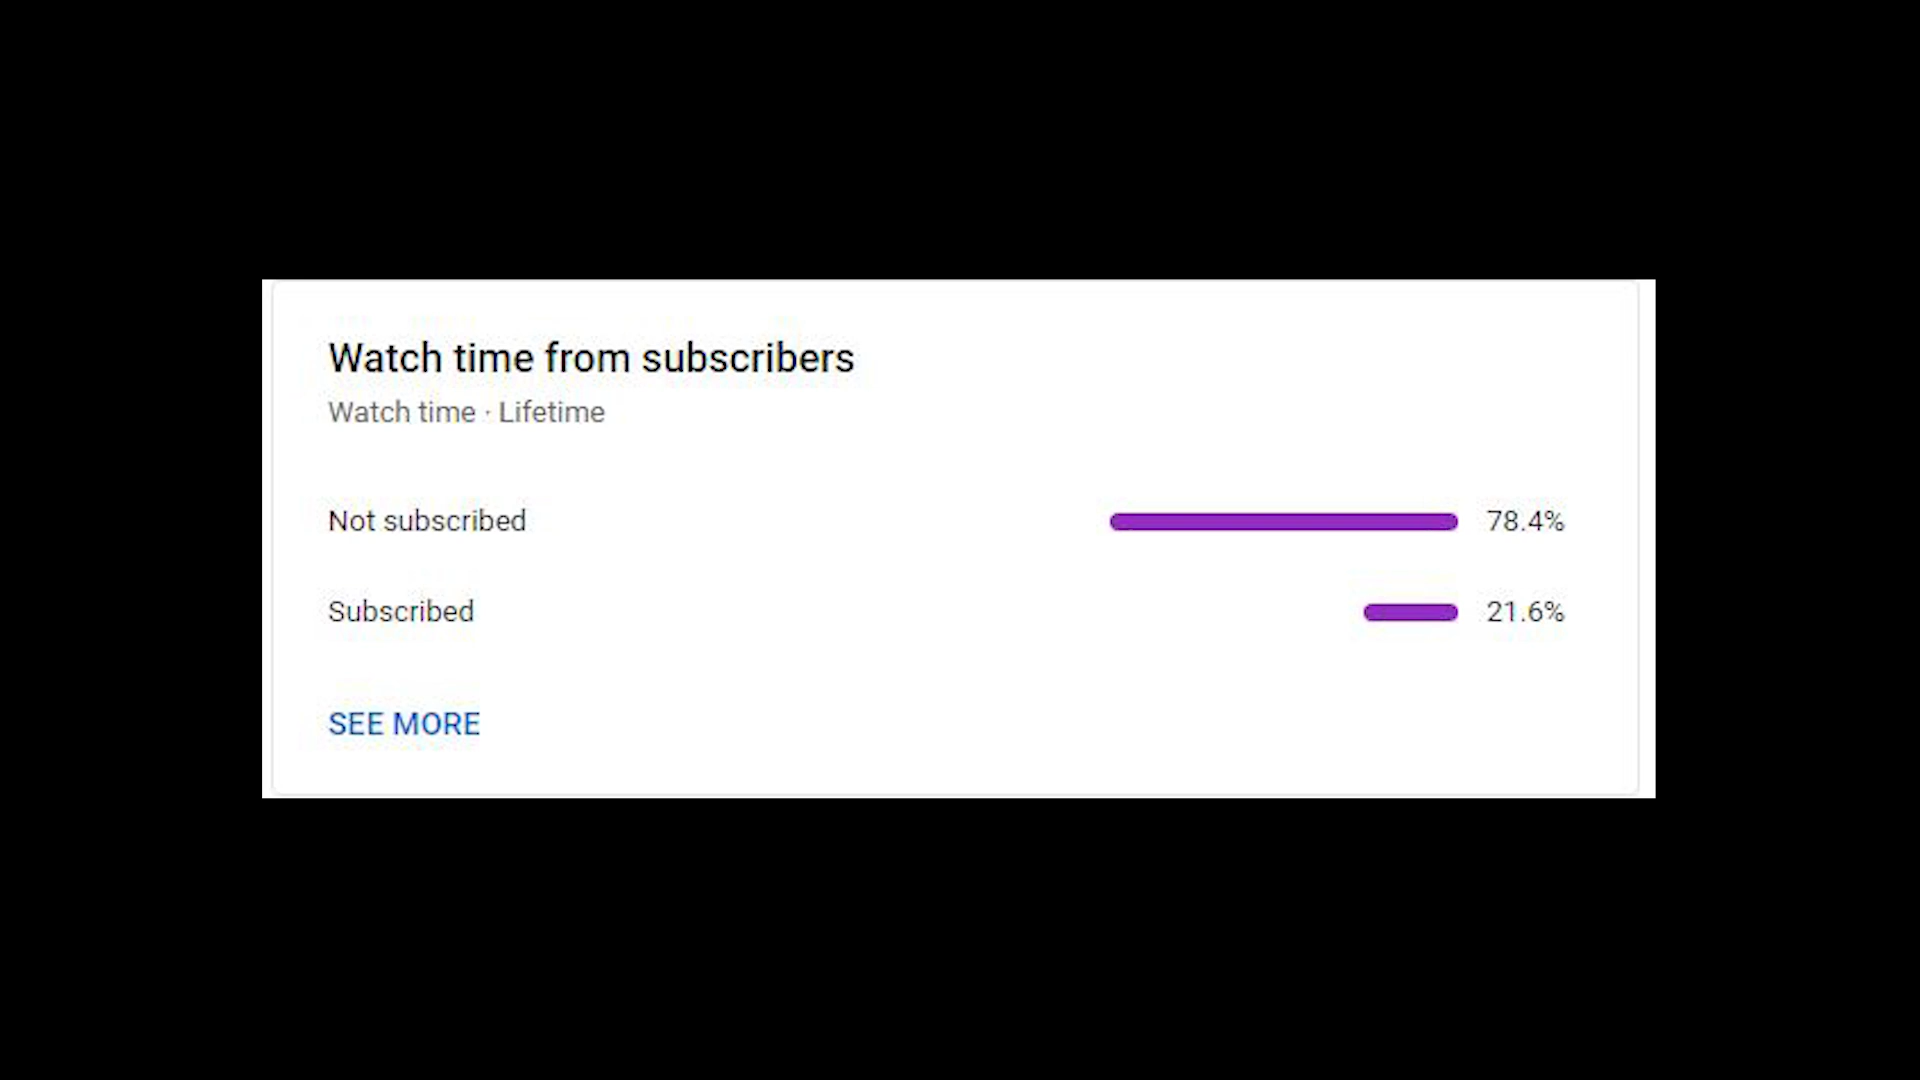 Watch time from subscribers
Watch time · Lifetime
Not subscribed 78.4%
Subscribed 21.6%
SEE MORE